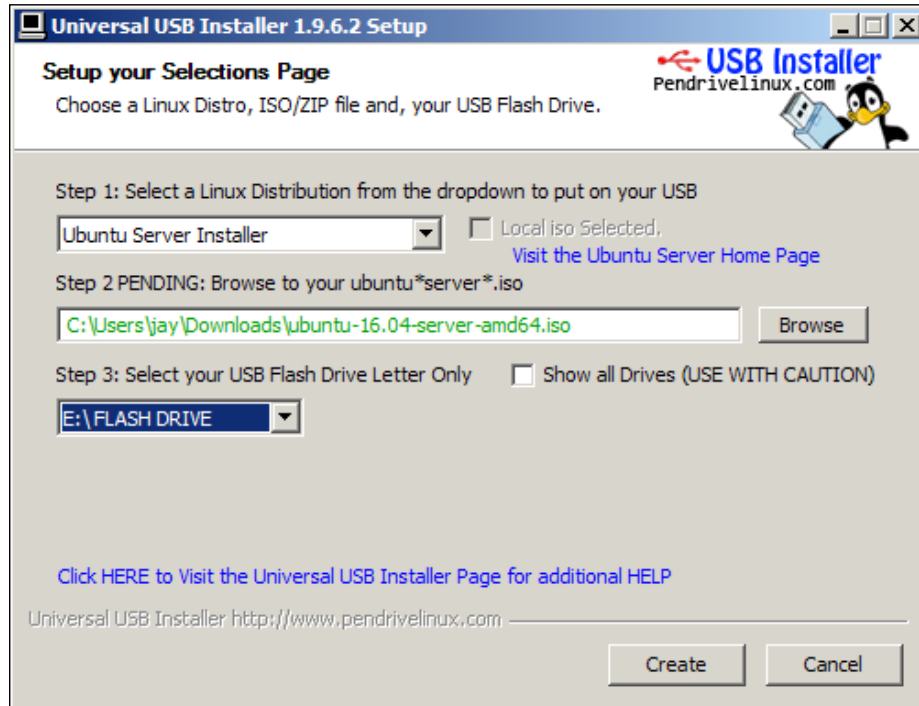 Universal USB Installer 1.9.6.2 Setup
Setup your Selections Page
Choose a Linux Distro, ISO/ZIP file and, your USB Flash Drive.
USB Installer
Pendrivelinux.com
Step 1: Select a Linux Distribution from the dropdown to put on your USB
Ubuntu Server Installer
Local iso Selected.
Visit the Ubuntu Server Home Page
Step 2 PENDING: Browse to your ubuntu*server*.iso
C:\Users\jay\Downloads\ubuntu-16.04-server-amd64.iso
Browse
Step 3: Select your USB Flash Drive Letter Only
Show all Drives (USE WITH CAUTION)
E:\FLASH DRIVE
Click HERE to Visit the Universal USB Installer Page for additional HELP
Universal USB Installer http://www.pendrivelinux.com
Create
Cancel